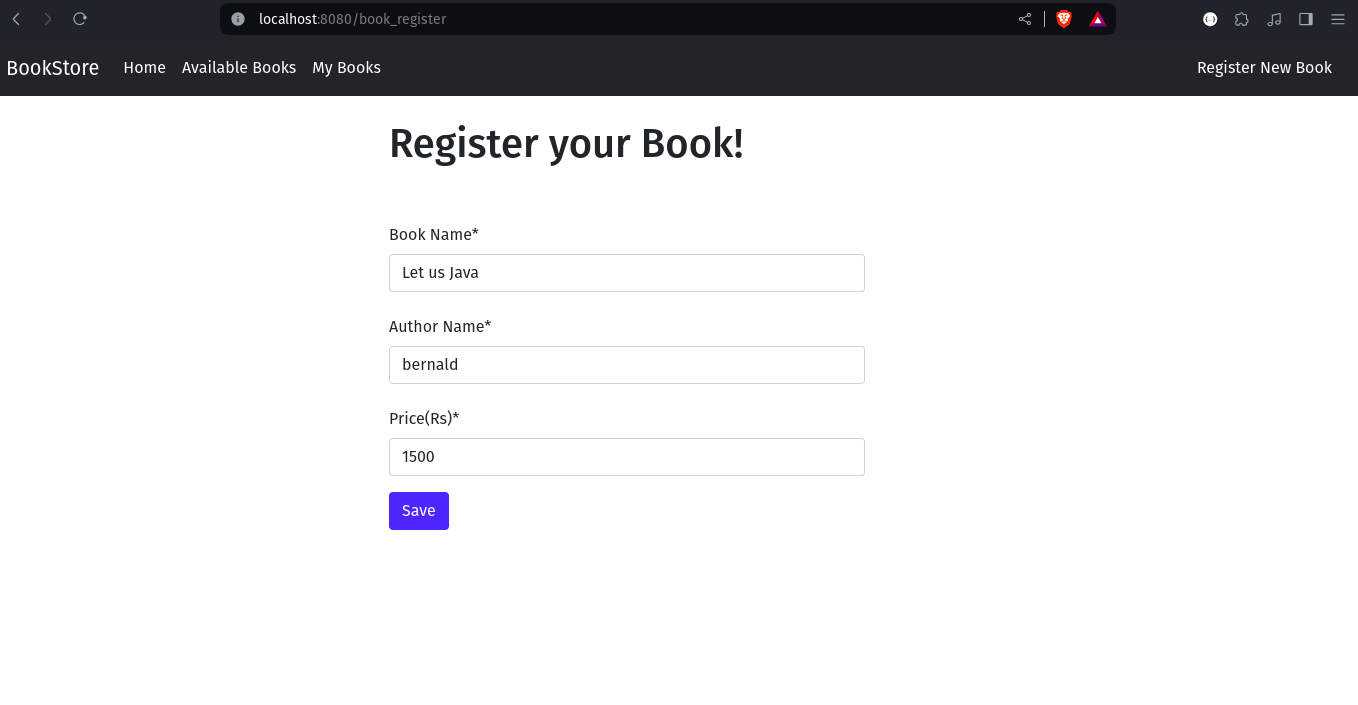 localhost:8080/book_register
BookStore Home Available Books My Books Register New Book
Register your Book!
Book Name*
Let us Java
Author Name*
bernald
Price(Rs)*
1500
Save